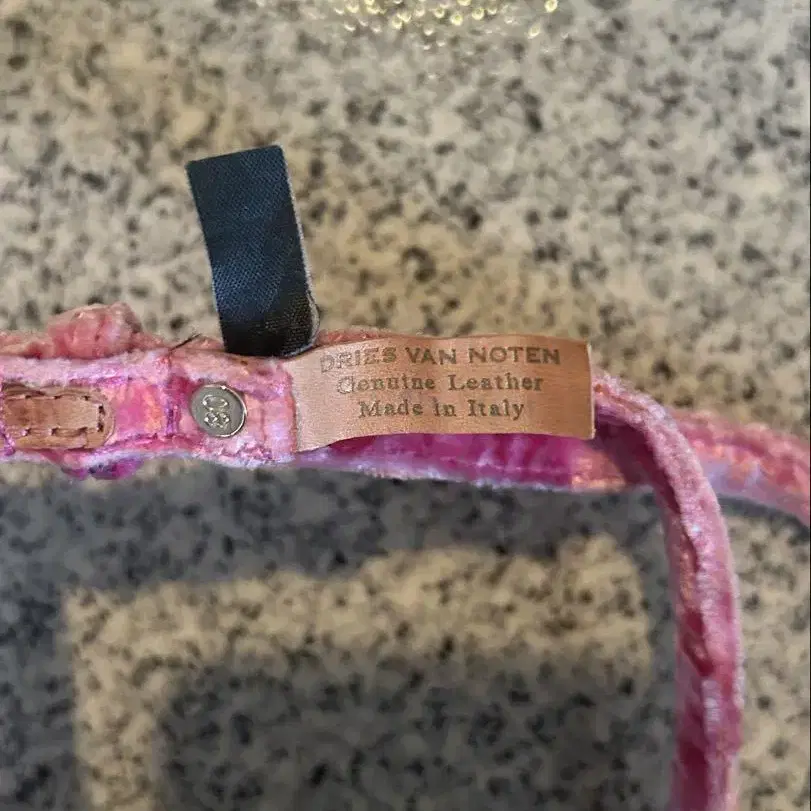 DRIES VAN NOTEN
Genuine Leather
Made in Italy